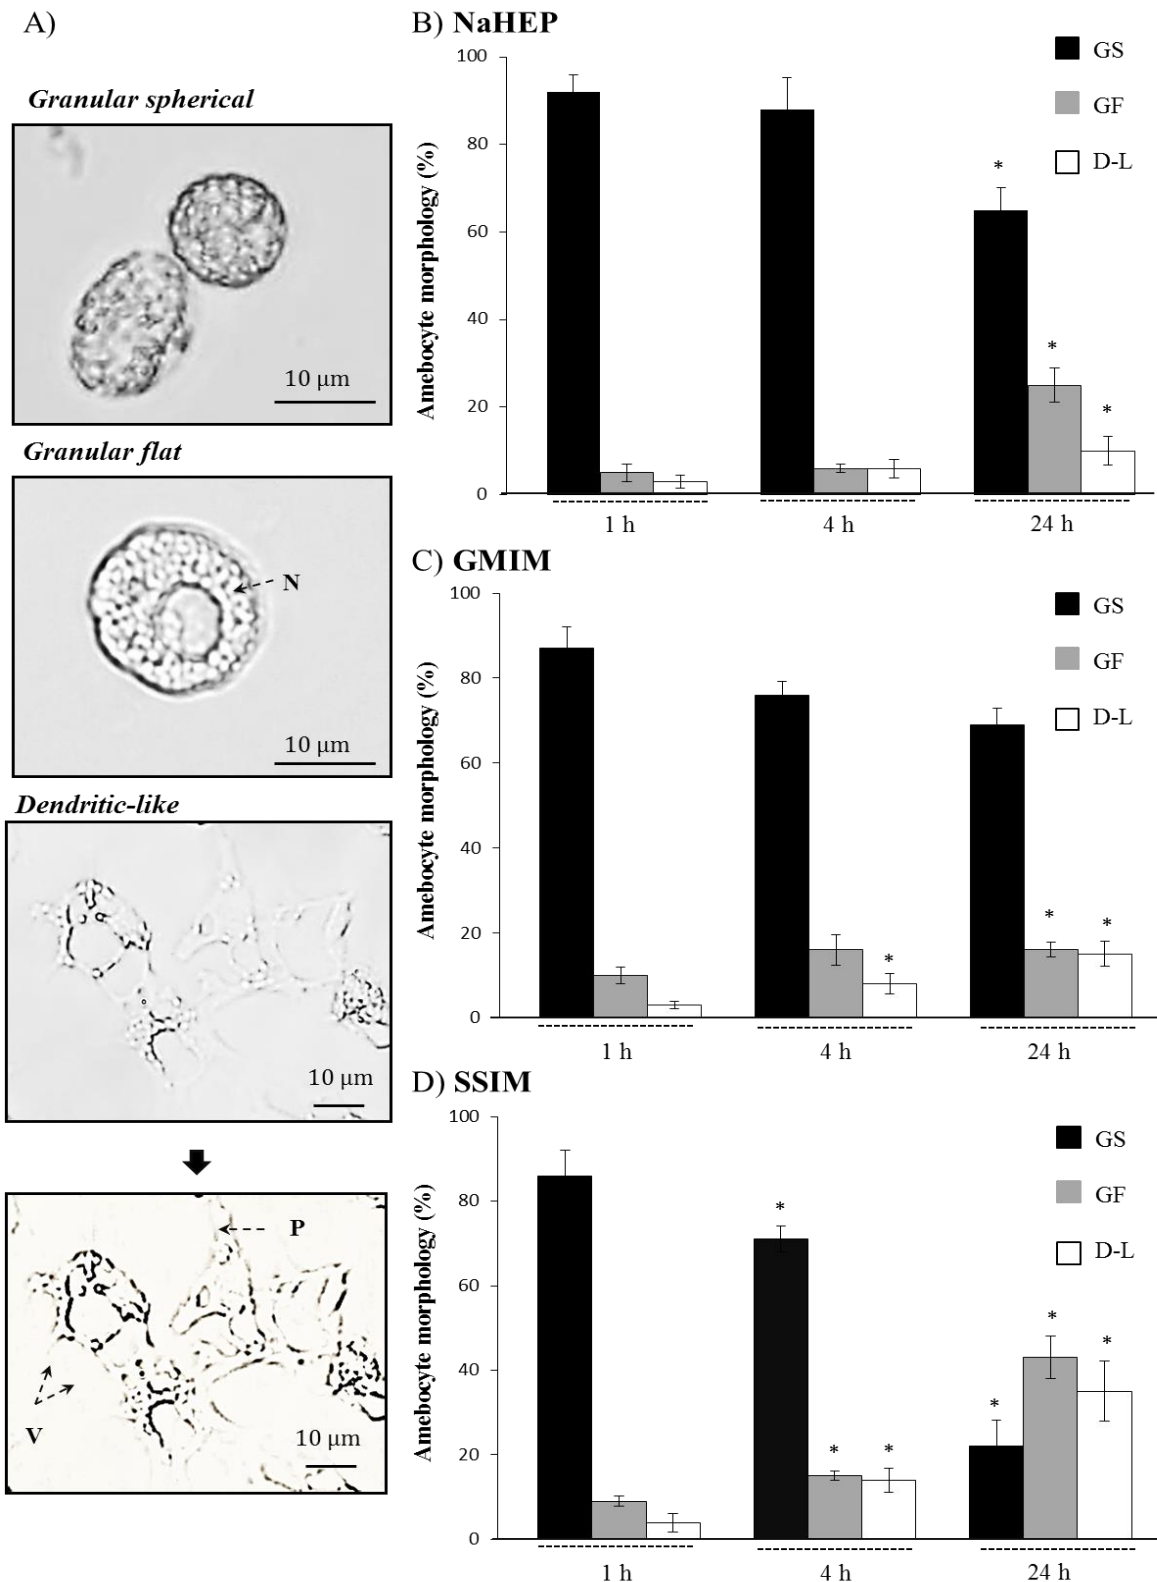 A)
Granular spherical
10 µm
Granular flat
N
10 µm
Dendritic-like
10 µm
P
V
10 µm
B) NaHEP
Amebocyte morphology (%)
100
80
60
40
20
0
GS
GF
D-L
*
*
*
1 h 4 h 24 h
C) GMIM
Amebocyte morphology (%)
100
80
60
40
20
0
GS
GF
D-L
*
*
*
1 h 4 h 24 h
D) SSIM
Amebocyte morphology (%)
100
80
60
40
20
0
GS
GF
D-L
*
*
*
*
*
*
1 h 4 h 24 h